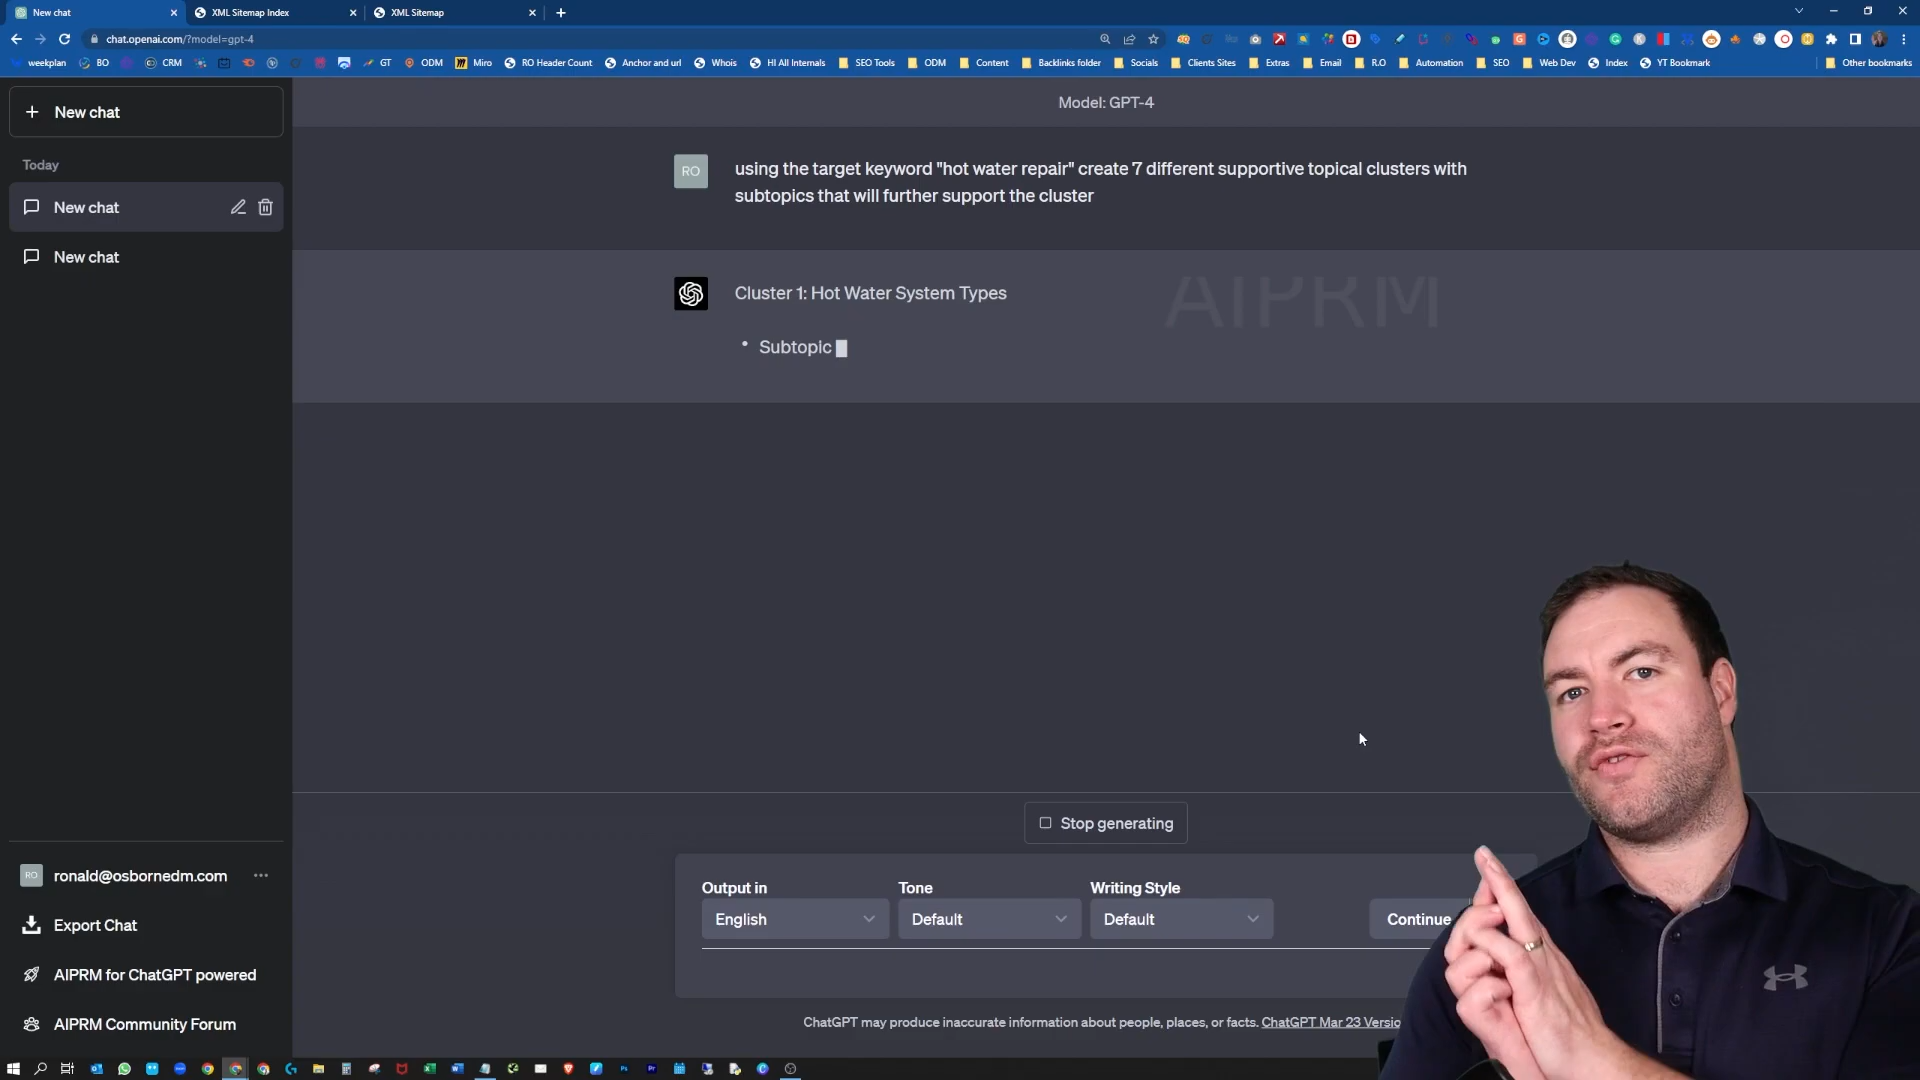 New chat
XML Sitemap Index
XML Sitemap
chat.openai.com/?model=gpt-4
weekplan
BO
CRM
GT
ODM
Miro
RO Header Count
Anchor and url
Whois
HI All Internals
SEO Tools
ODM
Content
Backlinks folder
Socials
Clients Sites
Extras
Email
R.O
Automation
SEO
Web Dev
Index
YT Bookmark
Other bookmarks
New chat
Today
New chat
New chat
Model: GPT-4
RO
using the target keyword "hot water repair" create 7 different supportive topical clusters with
subtopics that will further support the cluster
AIPRM
Cluster 1: Hot Water System Types
• Subtopic
Stop generating
Output in
Tone
Writing Style
English
Default
Default
Continue
ChatGPT may produce inaccurate information about people, places, or facts. ChatGPT Mar 23 Versio
RO
ronald@osbornedm.com
Export Chat
AIPRM for ChatGPT powered
AIPRM Community Forum